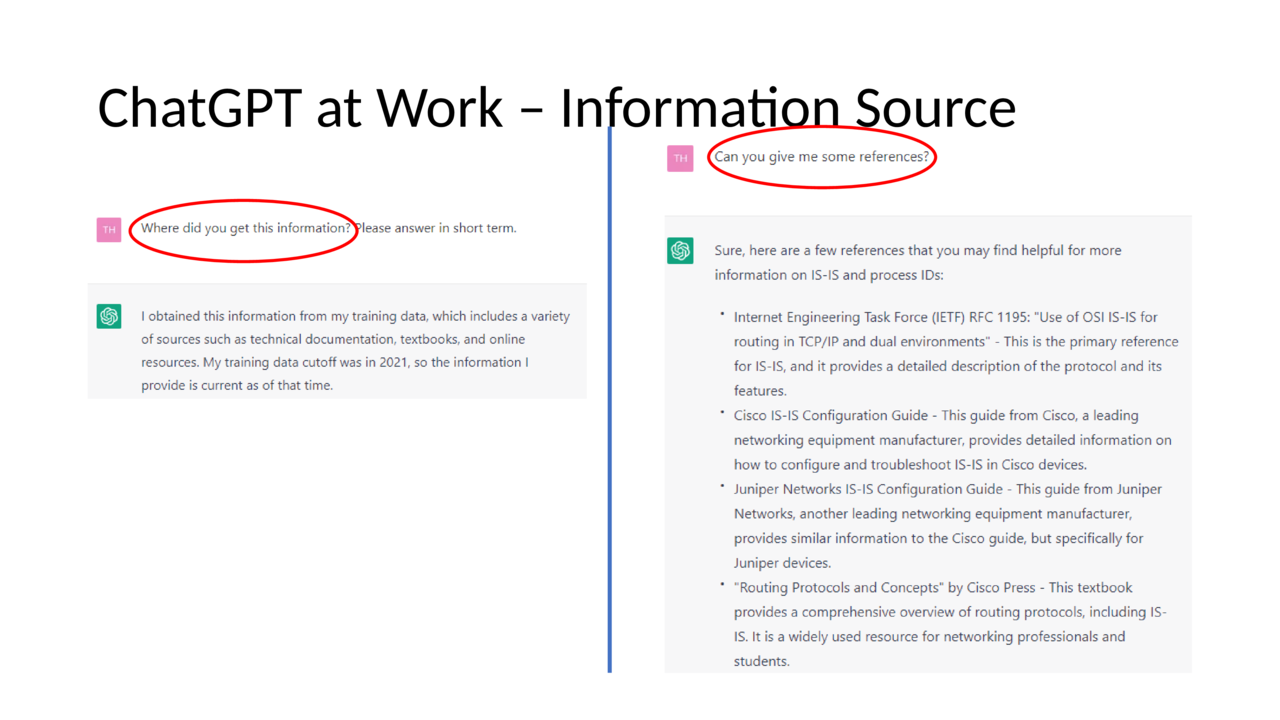 ChatGPT at Work – Information Source
TH
Where did you get this information? Please answer in short term.
I obtained this information from my training data, which includes a variety
of sources such as technical documentation, textbooks, and online
resources. My training data cutoff was in 2021, so the information I
provide is current as of that time.
TH
Can you give me some references?
Sure, here are a few references that you may find helpful for more
information on IS-IS and process IDs:
• Internet Engineering Task Force (IETF) RFC 1195: "Use of OSI IS-IS for
routing in TCP/IP and dual environments" - This is the primary reference
for IS-IS, and it provides a detailed description of the protocol and its
features.
• Cisco IS-IS Configuration Guide - This guide from Cisco, a leading
networking equipment manufacturer, provides detailed information on
how to configure and troubleshoot IS-IS in Cisco devices.
• Juniper Networks IS-IS Configuration Guide - This guide from Juniper
Networks, another leading networking equipment manufacturer,
provides similar information to the Cisco guide, but specifically for
Juniper devices.
• "Routing Protocols and Concepts" by Cisco Press - This textbook
provides a comprehensive overview of routing protocols, including IS-
IS. It is a widely used resource for networking professionals and
students.